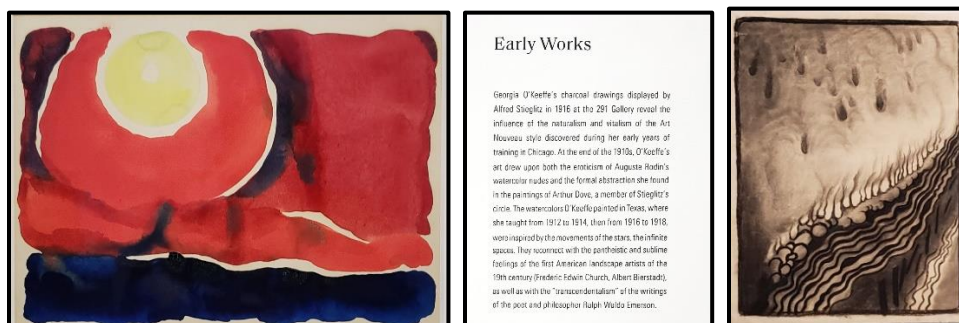 Early Works
Georgia O'Keeffe's charcoal drawings displayed by
Alfred Stieglitz in 1916 at the 291 Gallery reveal the
influence of the naturalism and vitalism of the Art
Nouveau style discovered during her early years of
training in Chicago. At the end of the 1910s, O'Keeffe's
art drew upon both the eroticism of Auguste Rodin's
watercolor nudes and the formal abstraction she found
in the paintings of Arthur Dove, a member of Stieglitz's
circle. The watercolors O'Keeffe painted in Texas, where
she taught from 1912 to 1914, then from 1916 to 1918,
were inspired by the movements of the stars, the infinite
spaces. They reconnect with the pantheistic and sublime
feelings of the first American landscape artists of the
19th century (Frederic Edwin Church, Albert Bierstadt),
as well as with the "transcendentalism" of the writings
of the poet and philosopher Ralph Waldo Emerson.